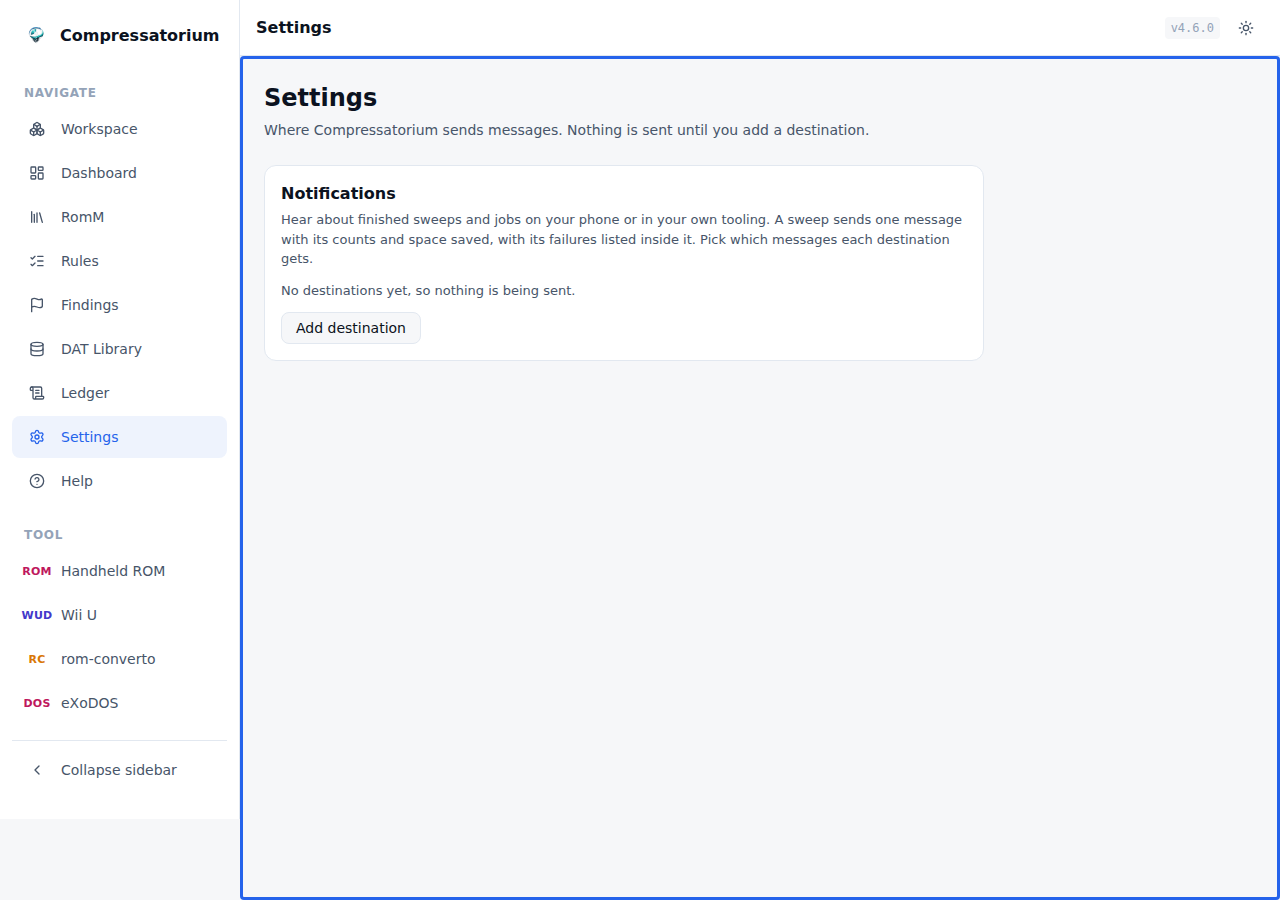 Compressatorium
NAVIGATE
Workspace
Dashboard
RomM
Rules
Findings
DAT Library
Ledger
Settings
Help
TOOL
ROM Handheld ROM
WUD Wii U
RC rom-converto
DOS eXoDOS
Collapse sidebar
Settings
v4.6.0
Settings
Where Compressatorium sends messages. Nothing is sent until you add a destination.
Notifications
Hear about finished sweeps and jobs on your phone or in your own tooling. A sweep sends one message
with its counts and space saved, with its failures listed inside it. Pick which messages each destination
gets.
No destinations yet, so nothing is being sent.
Add destination